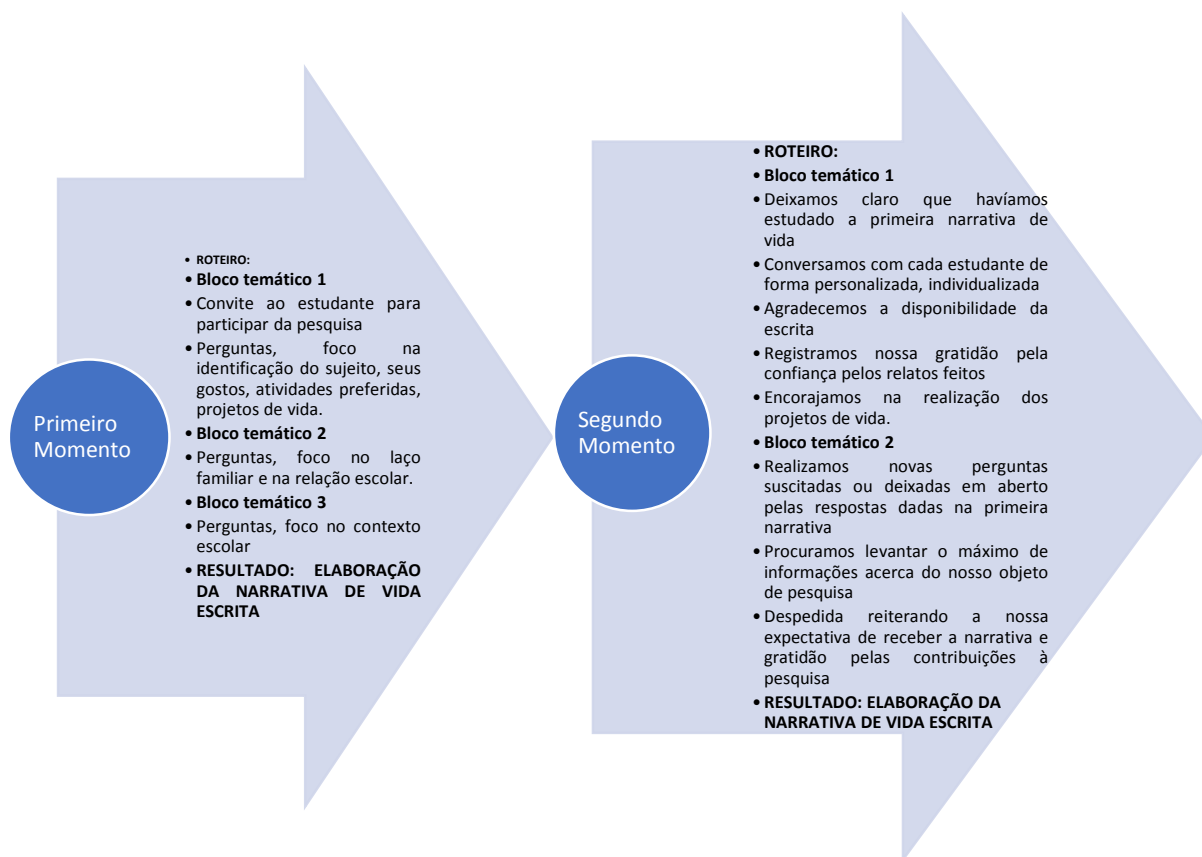 Primeiro
Momento
• ROTEIRO:
• Bloco temático 1
• Convite ao estudante para
participar da pesquisa
• Perguntas, foco na
identificação do sujeito, seus
gostos, atividades preferidas,
projetos de vida.
• Bloco temático 2
• Perguntas, foco no laço
familiar e na relação escolar.
• Bloco temático 3
• Perguntas, foco no contexto
escolar
• RESULTADO: ELABORAÇÃO
DA NARRATIVA DE VIDA
ESCRITA
Segundo
Momento
• ROTEIRO:
• Bloco temático 1
• Deixamos claro que havíamos
estudado a primeira narrativa de
vida
• Conversamos com cada estudante de
forma personalizada, individualizada
• Agradecemos a disponibilidade da
escrita
• Registramos nossa gratidão pela
confiança pelos relatos feitos
• Encorajamos na realização dos
projetos de vida.
• Bloco temático 2
• Realizamos novas perguntas
suscitadas ou deixadas em aberto
pelas respostas dadas na primeira
narrativa
• Procuramos levantar o máximo de
informações acerca do nosso objeto
de pesquisa
• Despedida reiterando a nossa
expectativa de receber a narrativa e
gratidão pelas contribuições à
pesquisa
• RESULTADO: ELABORAÇÃO DA
NARRATIVA DE VIDA ESCRITA